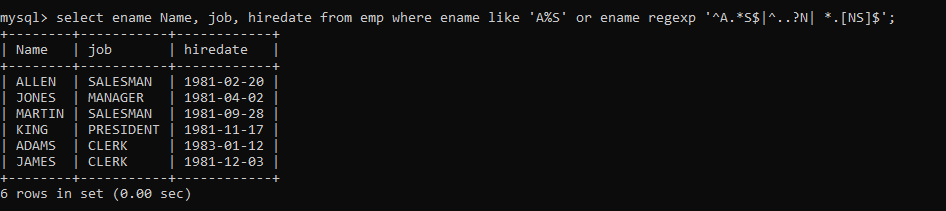 mysql> select ename Name, job, hiredate from emp where ename like 'A%S' or ename regexp '^A.*S$|^..?N| *.[NS]$';
+--------+-----------+------------+
| Name   | job       | hiredate   |
+--------+-----------+------------+
| ALLEN  | SALESMAN  | 1981-02-20 |
| JONES  | MANAGER   | 1981-04-02 |
| MARTIN | SALESMAN  | 1981-09-28 |
| KING   | PRESIDENT | 1981-11-17 |
| ADAMS  | CLERK     | 1983-01-12 |
| JAMES  | CLERK     | 1981-12-03 |
+--------+-----------+------------+
6 rows in set (0.00 sec)